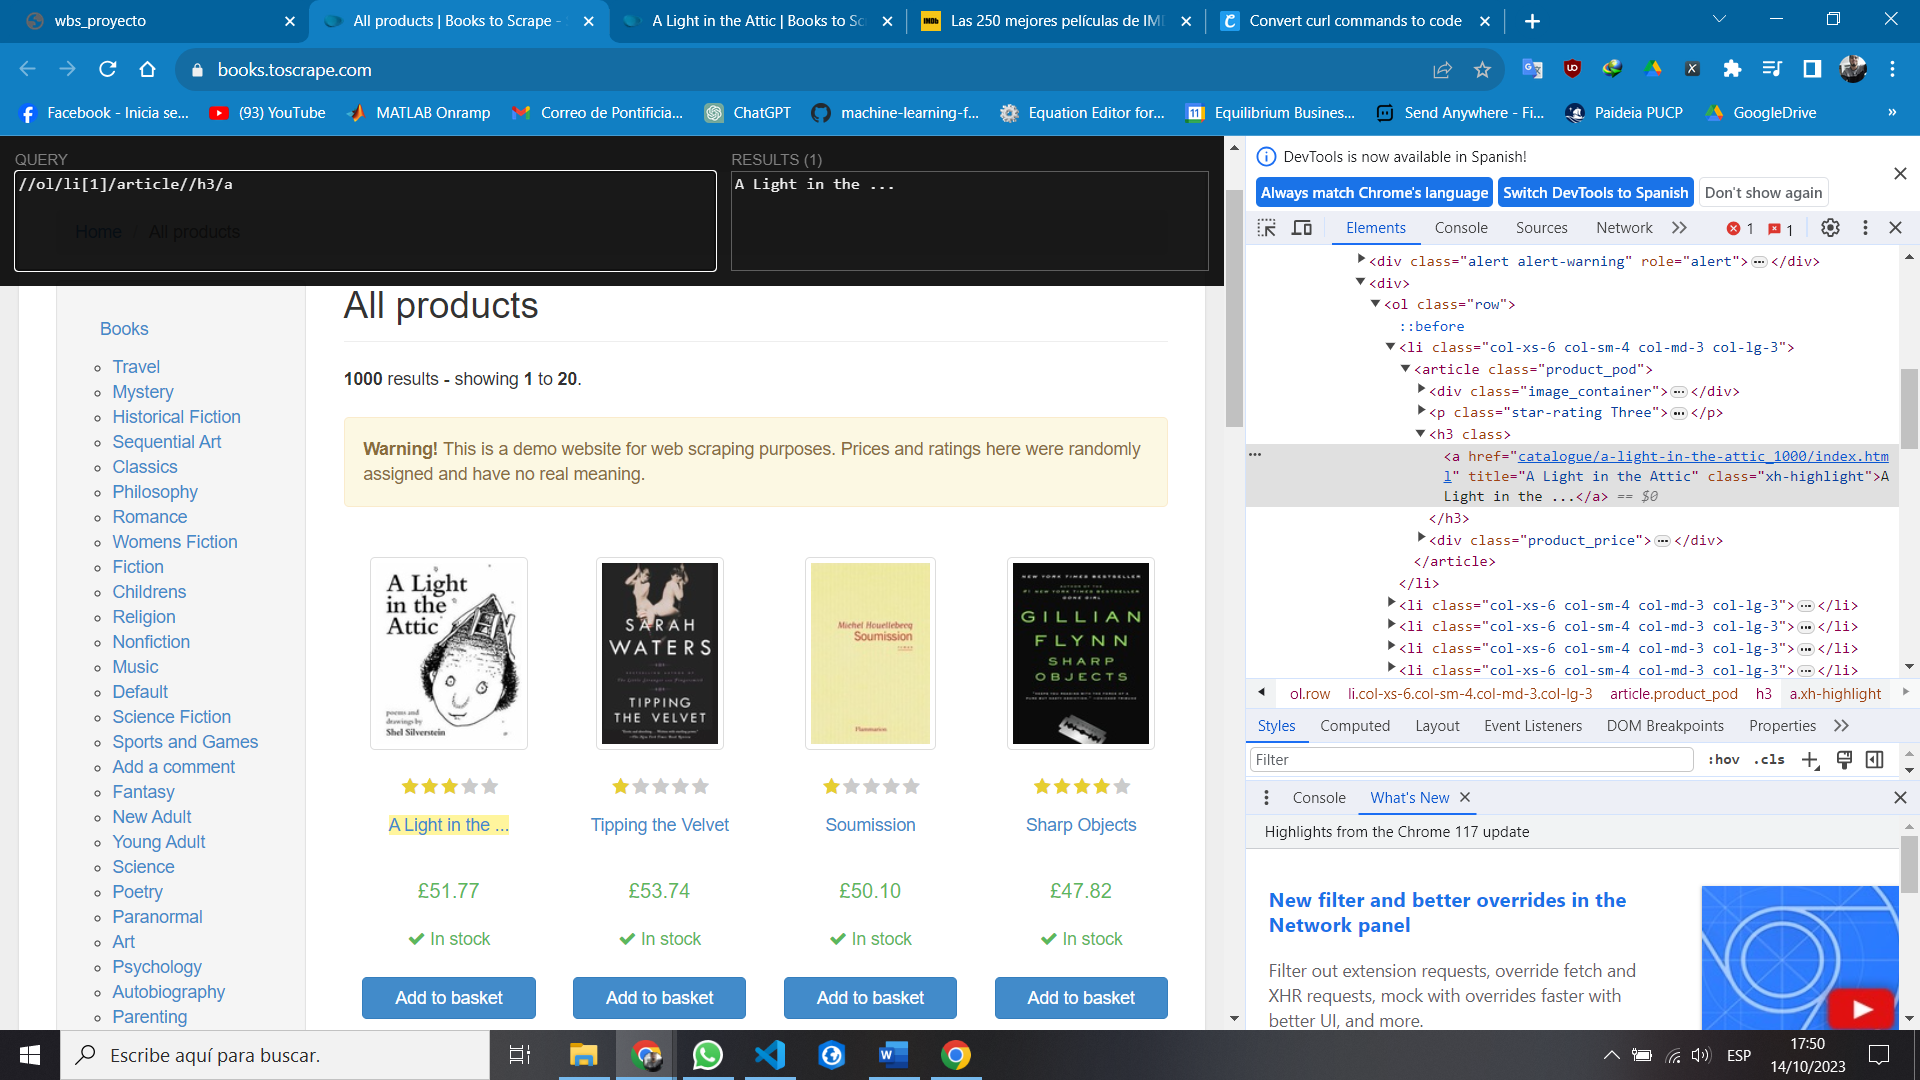 wbs_proyecto
All products | Books to Scrape -
A Light in the Attic | Books to Sc
Las 250 mejores películas de IM
Convert curl commands to code
books.toscrape.com
Facebook - Inicia se...
(93) YouTube
MATLAB Onramp
Correo de Pontificia...
ChatGPT
machine-learning-f...
Equation Editor for...
Equilibrium Busines...
Send Anywhere - Fi...
Paideia PUCP
GoogleDrive
»
QUERY
//ol/li[1]/article//h3/a
RESULTS (1)
A Light in the ...
Home / All products
All products
Books
Travel
Mystery
Historical Fiction
Sequential Art
Classics
Philosophy
Romance
Womens Fiction
Fiction
Childrens
Religion
Nonfiction
Music
Default
Science Fiction
Sports and Games
Add a comment
Fantasy
New Adult
Young Adult
Science
Poetry
Paranormal
Art
Psychology
Autobiography
Parenting
1000 results - showing 1 to 20.
Warning! This is a demo website for web scraping purposes. Prices and ratings here were randomly
assigned and have no real meaning.
A Light
in the
Attic
poems and
drawings by
Shel Silverstein
SARAH
WATERS
TIPPING
THE VELVET
Michel Houellebecq
Soumission
Flammarion
NEW YORK TIMES BESTSELLER
GONE GIRL
GILLIAN
FLYNN
SHARP
OBJECTS
A Light in the ...
Tipping the Velvet
Soumission
Sharp Objects
£51.77
£53.74
£50.10
£47.82
In stock
In stock
In stock
In stock
Add to basket
Add to basket
Add to basket
Add to basket
DevTools is now available in Spanish!
Always match Chrome's language
Switch DevTools to Spanish
Don't show again
Elements
Console
Sources
Network
1
1
<div class="alert alert-warning" role="alert">…</div>
<div>
<ol class="row">
::before
<li class="col-xs-6 col-sm-4 col-md-3 col-lg-3">
<article class="product_pod">
<div class="image_container">…</div>
<p class="star-rating Three">…</p>
<h3 class>
<a href="catalogue/a-light-in-the-attic_1000/index.htm
l" title="A Light in the Attic" class="xh-highlight">A
Light in the ...</a> == $0
</h3>
<div class="product_price">…</div>
</article>
</li>
<li class="col-xs-6 col-sm-4 col-md-3 col-lg-3">…</li>
<li class="col-xs-6 col-sm-4 col-md-3 col-lg-3">…</li>
<li class="col-xs-6 col-sm-4 col-md-3 col-lg-3">…</li>
<li class="col-xs-6 col-sm-4 col-md-3 col-lg-3">…</li>
ol.row
li.col-xs-6.col-sm-4.col-md-3.col-lg-3
article.product_pod
h3
a.xh-highlight
Styles
Computed
Layout
Event Listeners
DOM Breakpoints
Properties
Filter
:hov
.cls
Console
What's New
Highlights from the Chrome 117 update
New filter and better overrides in the
Network panel
Filter out extension requests, override fetch and
XHR requests, mock with overrides faster with
better UI, and more.
Escribe aquí para buscar.
ESP
17:50
14/10/2023